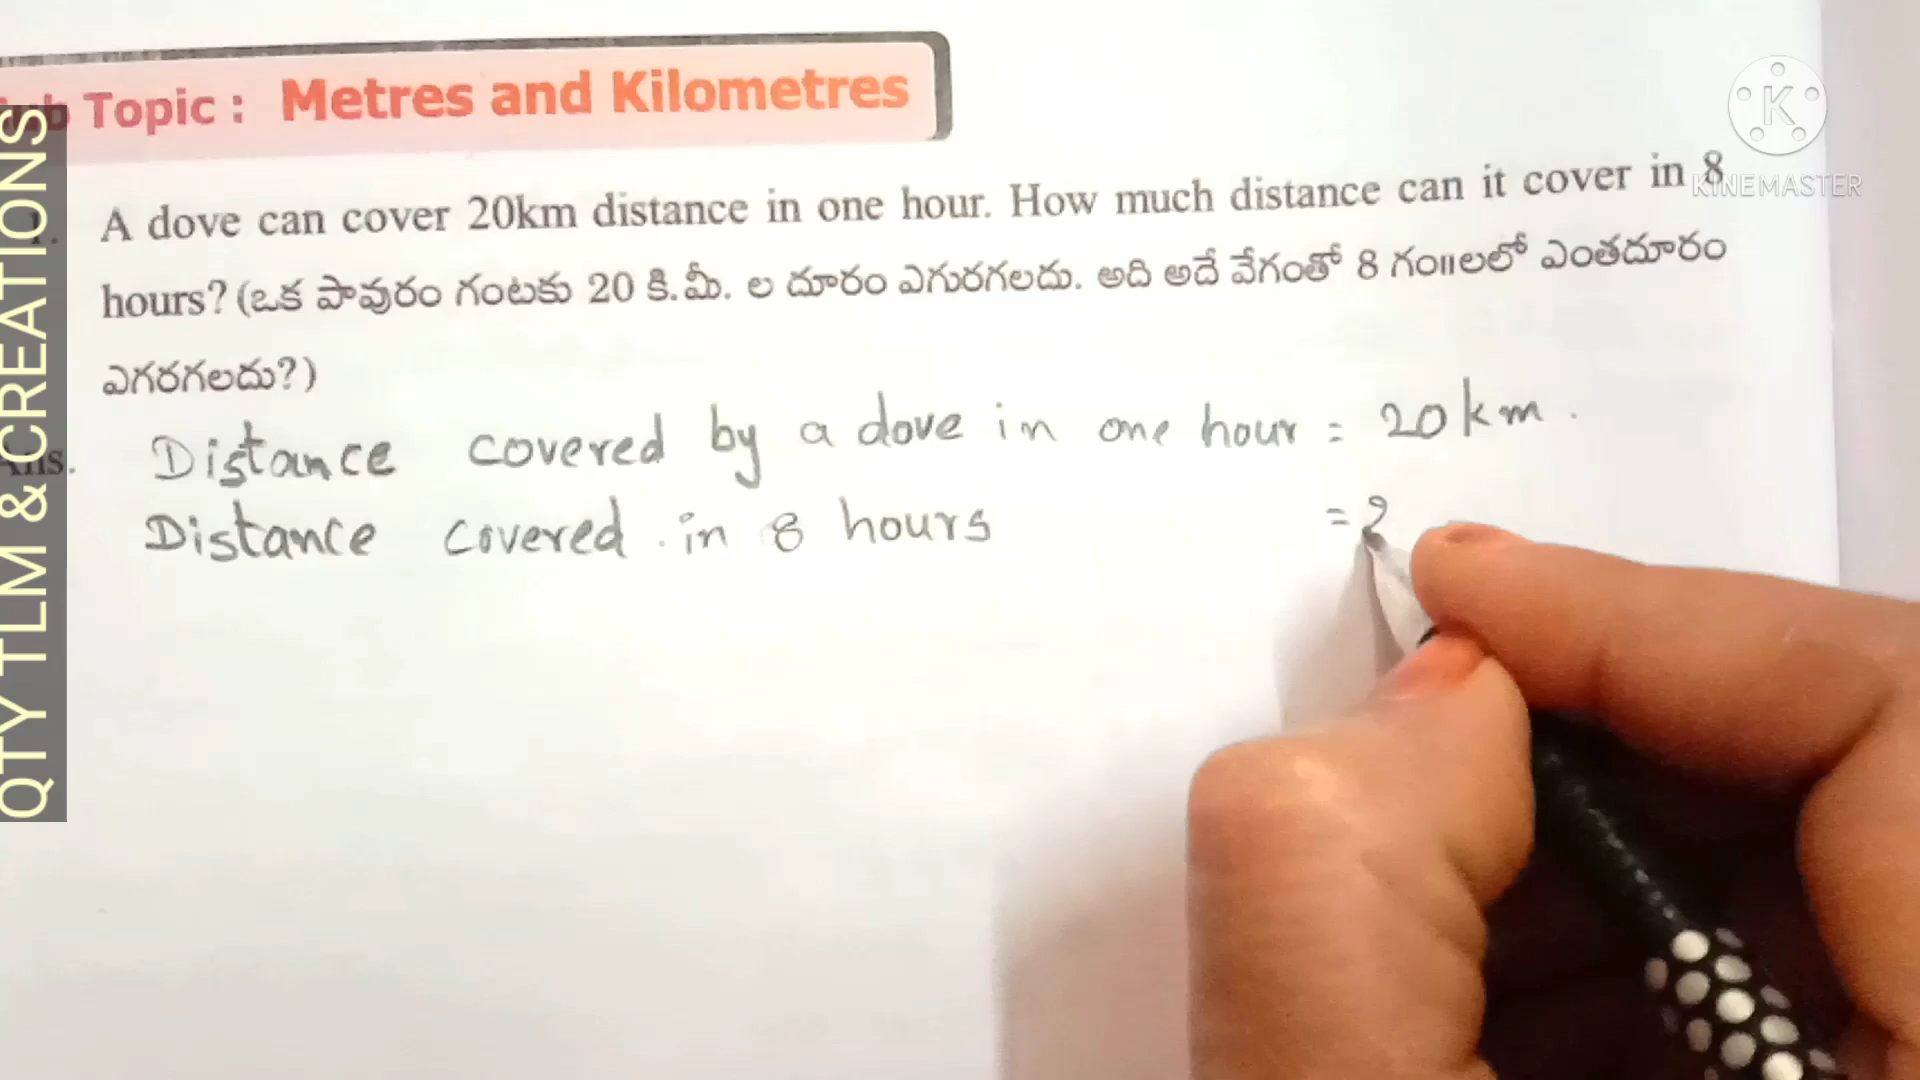 Topic : Metres and Kilometres
K
KINEMASTER
QTY TLM & CREATIONS
1. A dove can cover 20km distance in one hour. How much distance can it cover in 8
hours? (ఒక పావురం గంటకు 20 కి.మీ. ల దూరం ఎగురగలదు. అది అదే వేగంతో 8 గం॥లలో ఎంతదూరం
ఎగరగలదు?)
Ans. Distance covered by a dove in one hour = 20 km.
Distance covered in 8 hours = 2